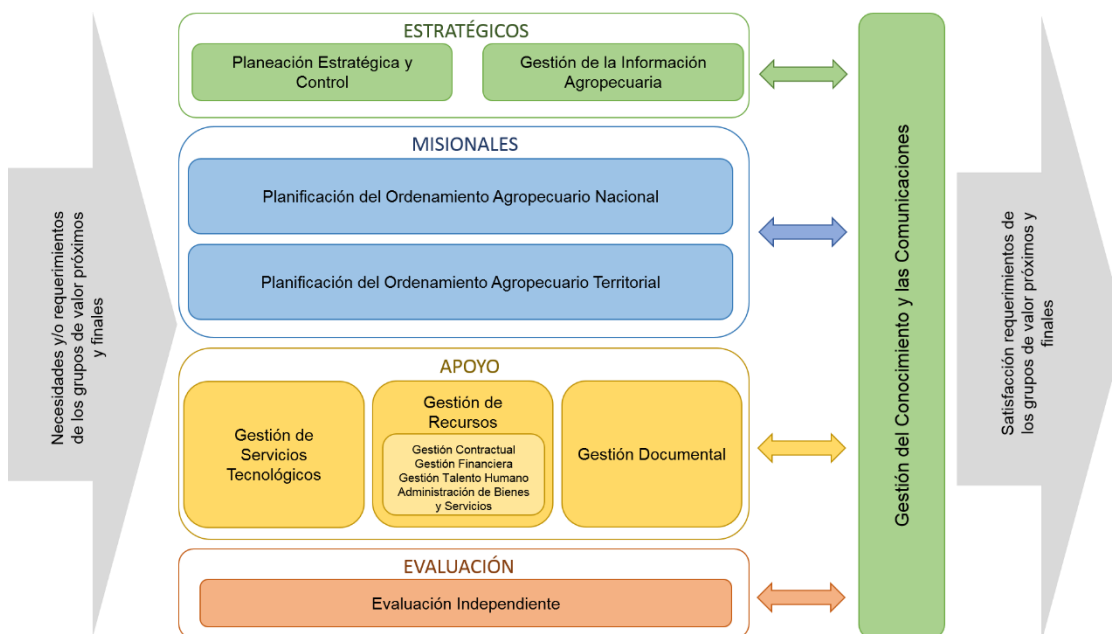 Necesidades y/o requerimientos
de los grupos de valor próximos
y finales
ESTRATÉGICOS
Planeación Estratégica y
Control
Gestión de la Información
Agropecuaria
MISIONALES
Planificación del Ordenamiento Agropecuario Nacional
Planificación del Ordenamiento Agropecuario Territorial
APOYO
Gestión de
Servicios
Tecnológicos
Gestión de
Recursos
Gestión Contractual
Gestión Financiera
Gestión Talento Humano
Administración de Bienes
y Servicios
Gestión Documental
EVALUACIÓN
Evaluación Independiente
Gestión del Conocimiento y las Comunicaciones
Satisfacción requerimientos de
los grupos de valor próximos y
finales